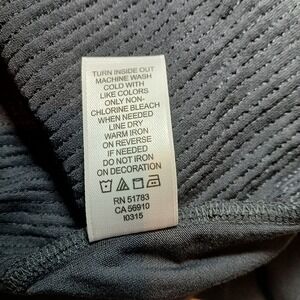 TURN INSIDE OUT
MACHINE WASH
COLD WITH
LIKE COLORS
ONLY NON-
CHLORINE BLEACH
WHEN NEEDED
LINE DRY
WARM IRON
ON REVERSE
IF NEEDED
DO NOT IRON
ON DECORATION
RN 51783
CA 56910
I0315